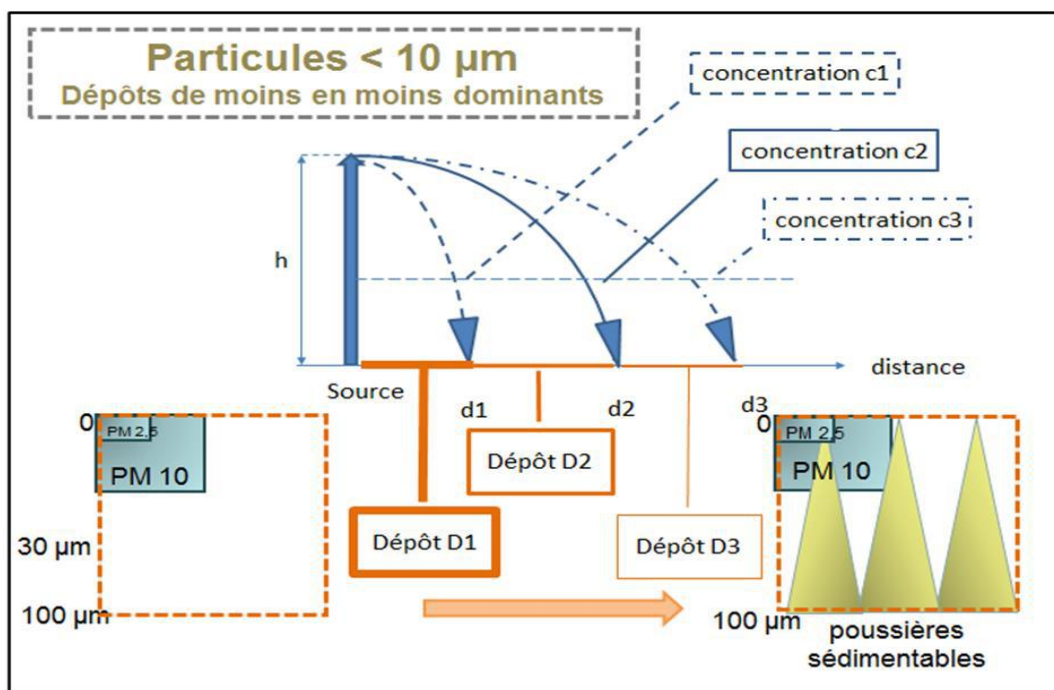 Particules < 10 µm
Dépôts de moins en moins dominants
concentration c1
concentration c2
concentration c3
h
distance
Source
d1
d2
d3
0
PM 2,5
PM 10
30 µm
100 µm
Dépôt D2
Dépôt D1
Dépôt D3
0
PM 2,5
PM 10
100 µm
poussières
sédimentables